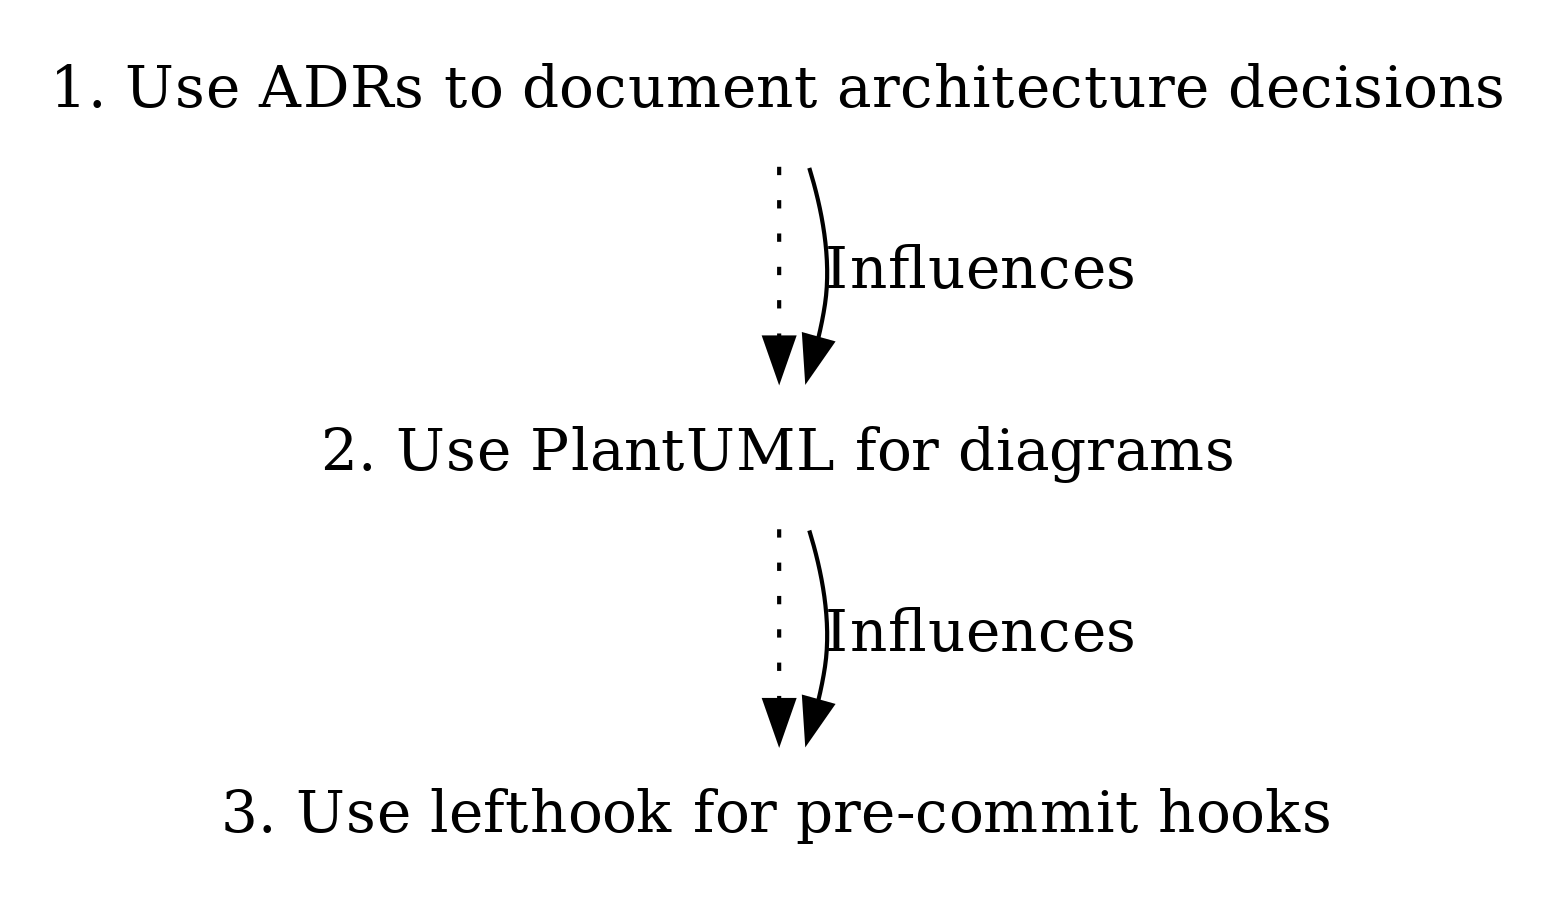 1. Use ADRs to document architecture decisions
Influences
2. Use PlantUML for diagrams
Influences
3. Use lefthook for pre-commit hooks